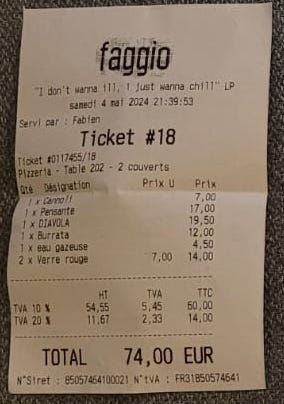 faggio
"I don't wanna ill, I just wanna chill" LP
samedi 4 mai 2024 21:39:53
Servi par : Fabien
Ticket #18
Ticket #0117455/18
Pizzeria - Table 202 - 2 couverts
Qté Désignation Prix U Prix
1 x Cannoli 7,00
1 x Pensante 17,00
1 x DIAVOLA 19,50
1 x Burrata 12,00
1 x eau gazeuse 4,50
2 x Verre rouge 7,00 14,00
HT TVA TTC
TVA 10 % 54,55 5,45 60,00
TVA 20 % 11,67 2,33 14,00
TOTAL 74,00 EUR
N°Siret : 85057464100021 N°tVA : FR31850574641